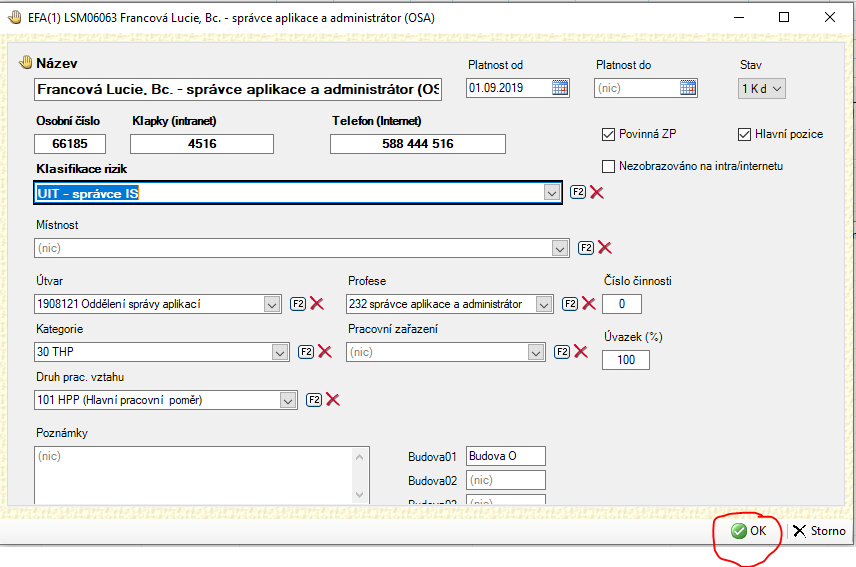 EFA(1) LSM06063 Francová Lucie, Bc. - správce aplikace a administrátor (OSA)
Název
Platnost od
Platnost do
Stav
Francová Lucie, Bc. - správce aplikace a administrátor (OS
01.09.2019
(nic)
1 K d
Osobní číslo
Klapky (intranet)
Telefon (Internet)
66185
4516
588 444 516
Povinná ZP
Hlavní pozice
Nezobrazováno na intra/internetu
Klasifikace rizik
UIT - správce IS
F2
Místnost
(nic)
F2
Útvar
Profese
Číslo činnosti
1908121 Oddělení správy aplikací
F2
232 správce aplikace a administrátor
F2
0
Kategorie
Pracovní zařazení
Úvazek (%)
30 THP
F2
(nic)
F2
100
Druh prac. vztahu
101 HPP (Hlavní pracovní  poměr)
F2
Poznámky
(nic)
Budova01
Budova O
Budova02
(nic)
Budova03
(nic)
OK
Storno